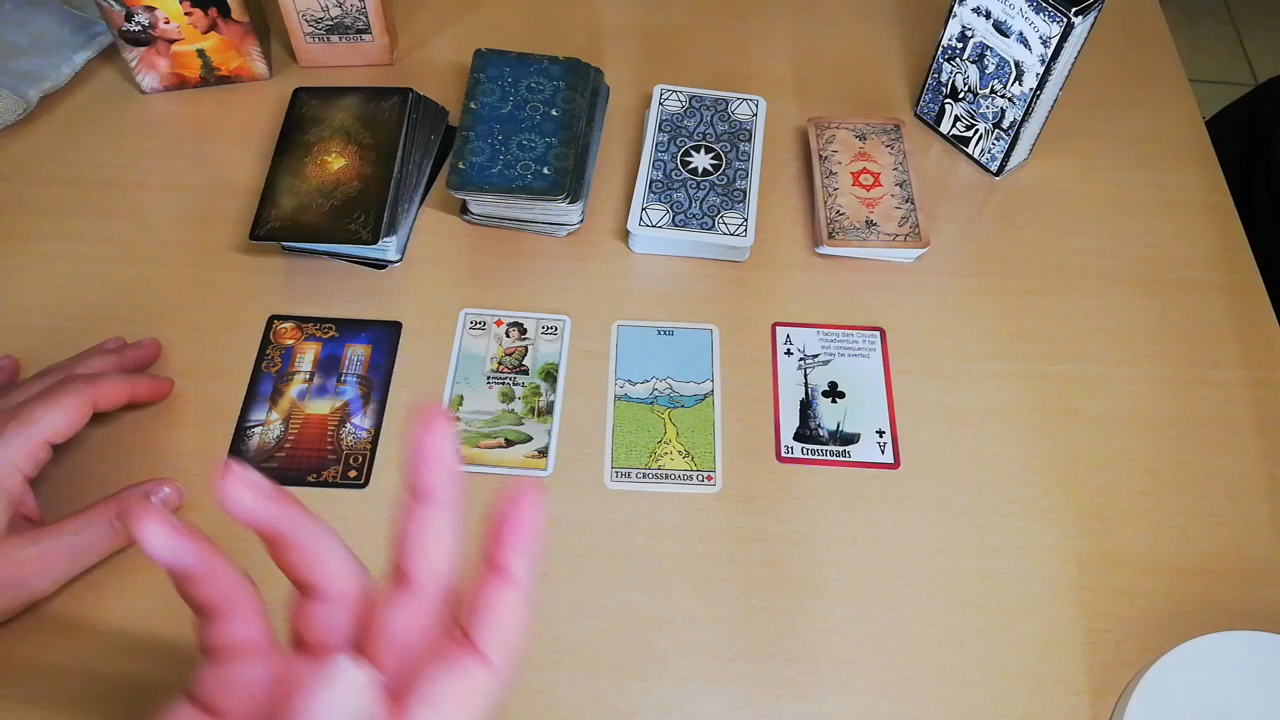 THE FOOL
22
Q
22
22
XXII
THE CROSSROADS Q
A
If facing dark Clouds:
misadventure. If far
evil consequences
may be averted.
31 Crossroads
A